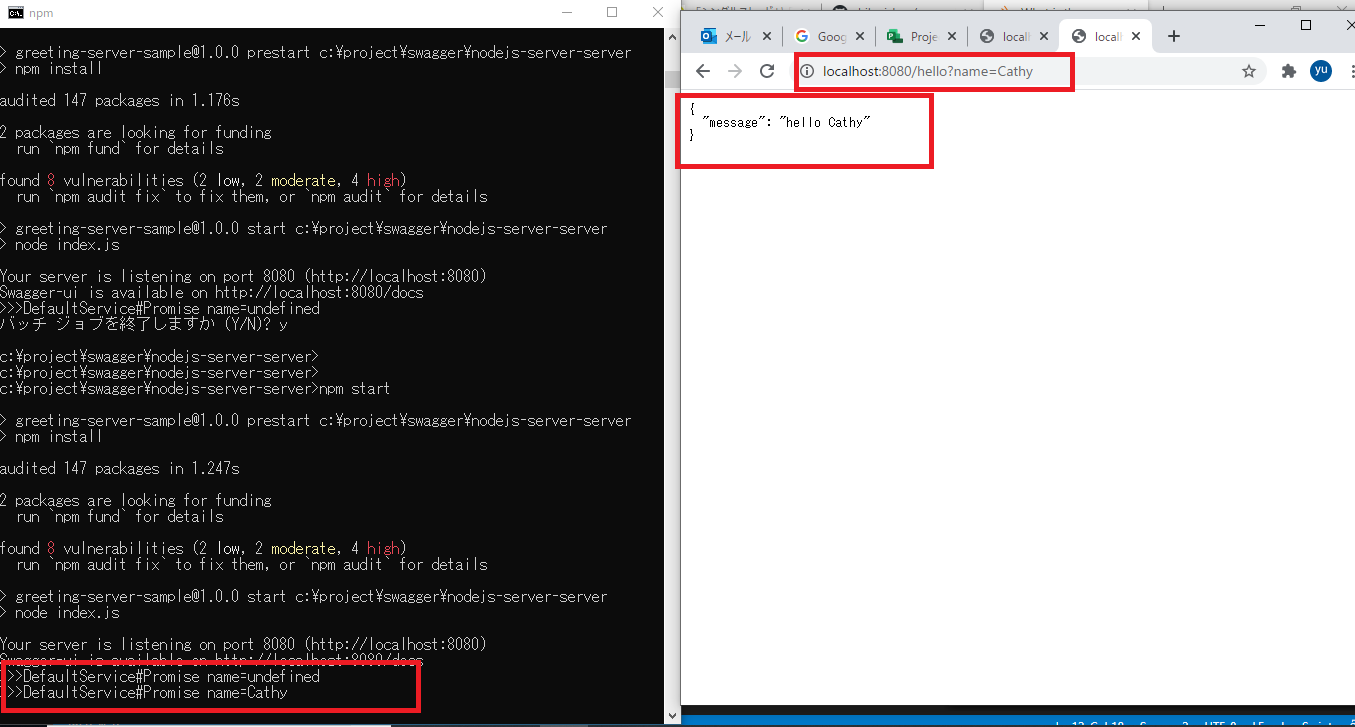 npm
> greeting-server-sample@1.0.0 prestart c:¥project¥swagger¥nodejs-server-server
> npm install
audited 147 packages in 1.176s
2 packages are looking for funding
run `npm fund` for details
found 8 vulnerabilities (2 low, 2 moderate, 4 high)
run `npm audit fix` to fix them, or `npm audit` for details
> greeting-server-sample@1.0.0 start c:¥project¥swagger¥nodejs-server-server
> node index.js
Your server is listening on port 8080 (http://localhost:8080)
Swagger-ui is available on http://localhost:8080/docs
>>>DefaultService#Promise name=undefined
バッチ ジョブを終了しますか (Y/N)? y
c:¥project¥swagger¥nodejs-server-server>
c:¥project¥swagger¥nodejs-server-server>
c:¥project¥swagger¥nodejs-server-server>npm start
> greeting-server-sample@1.0.0 prestart c:¥project¥swagger¥nodejs-server-server
> npm install
audited 147 packages in 1.247s
2 packages are looking for funding
run `npm fund` for details
found 8 vulnerabilities (2 low, 2 moderate, 4 high)
run `npm audit fix` to fix them, or `npm audit` for details
> greeting-server-sample@1.0.0 start c:¥project¥swagger¥nodejs-server-server
> node index.js
Your server is listening on port 8080 (http://localhost:8080)
Swagger-ui is available on http://localhost:8080/docs
>>>DefaultService#Promise name=undefined
>>>DefaultService#Promise name=Cathy
メール Goog Proje local local
localhost:8080/hello?name=Cathy
yu
{
"message": "hello Cathy"
}